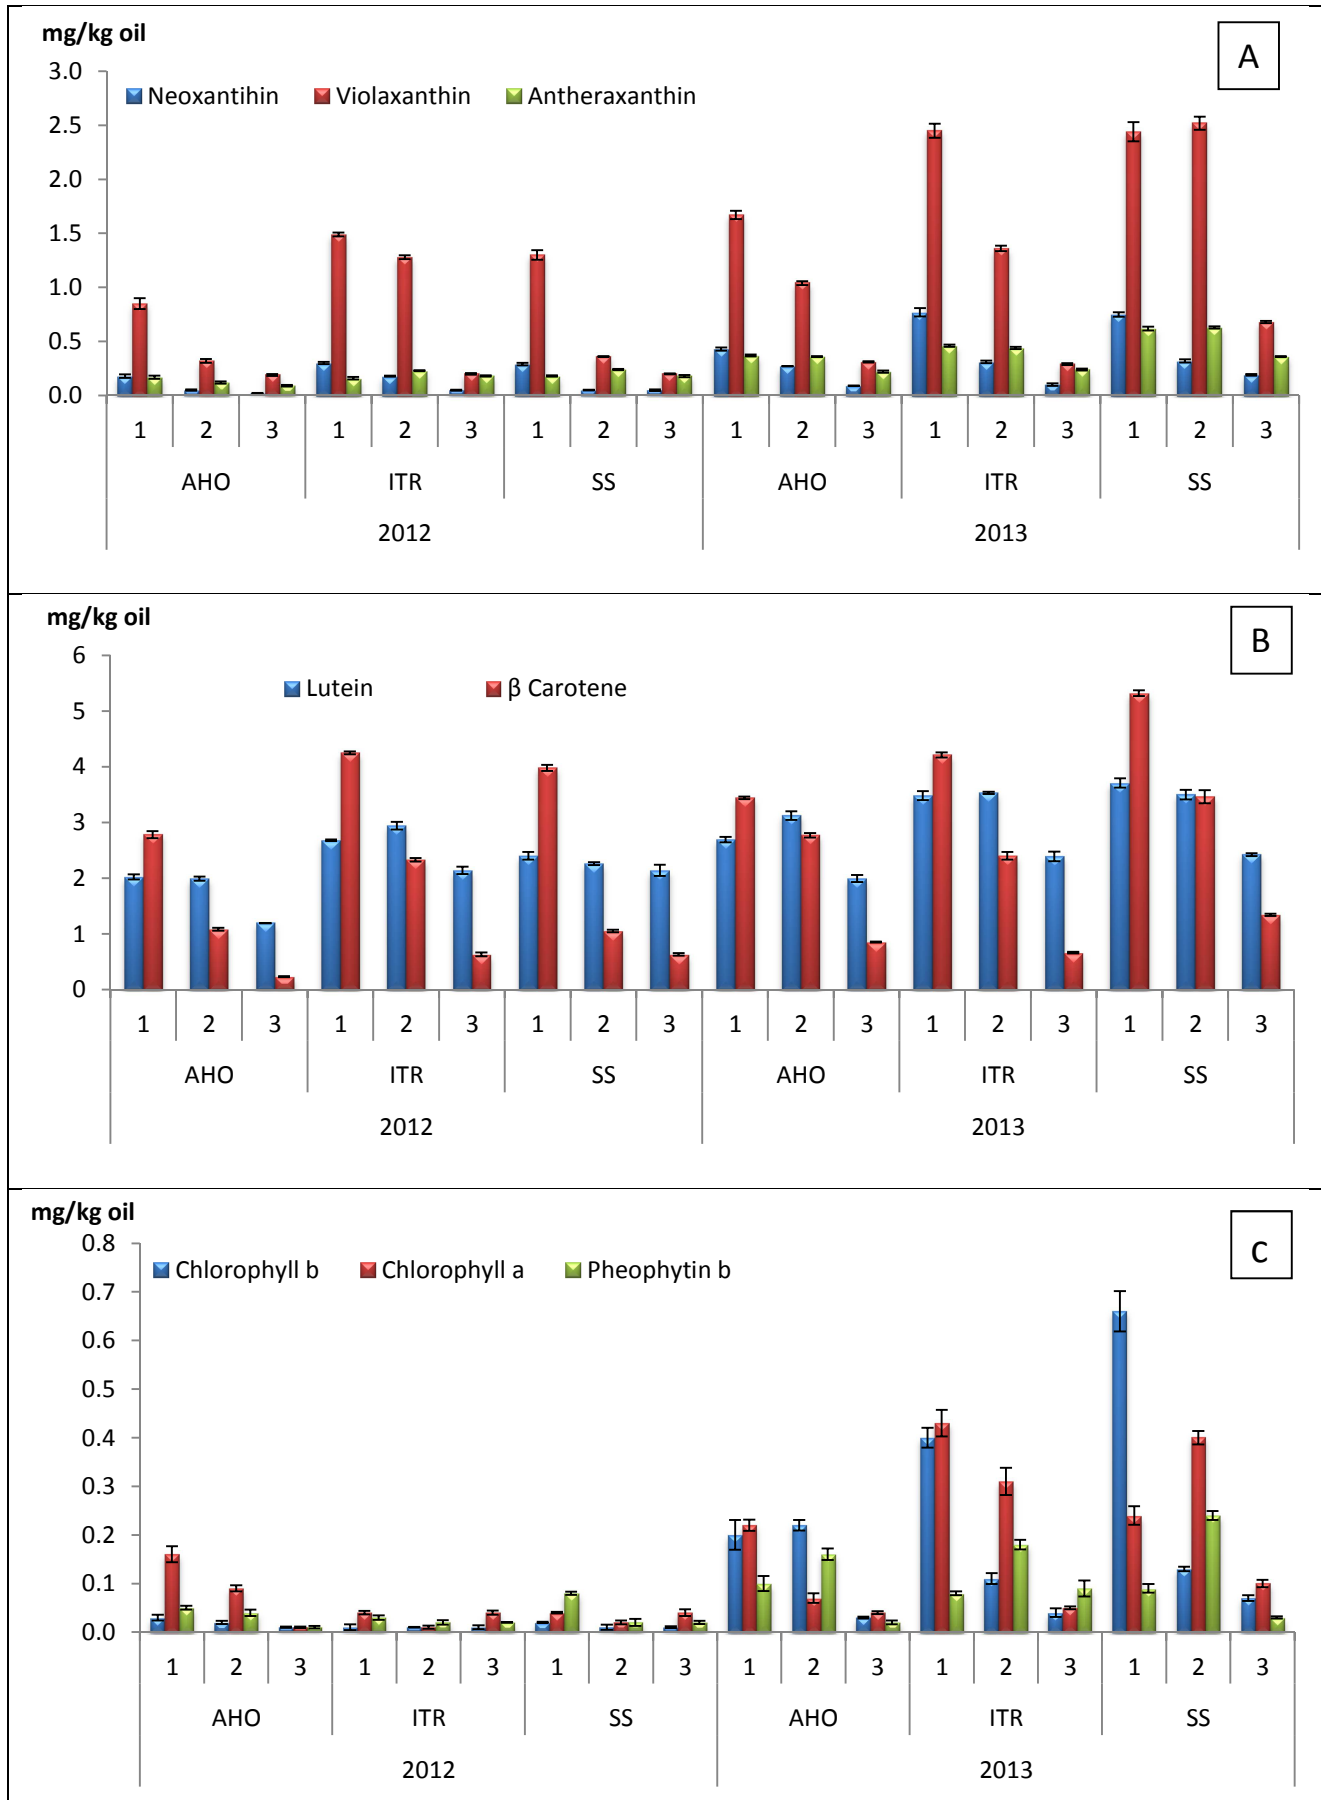 mg/kg oil
A
3.0
Neoxantihin Violaxanthin Antheraxanthin
2.5
2.0
1.5
1.0
0.5
0.0
1 2 3 1 2 3 1 2 3 1 2 3 1 2 3 1 2 3
AHO ITR SS AHO ITR SS
2012 2013
mg/kg oil
B
6
Lutein β Carotene
5
4
3
2
1
0
1 2 3 1 2 3 1 2 3 1 2 3 1 2 3 1 2 3
AHO ITR SS AHO ITR SS
2012 2013
mg/kg oil
c
0.8
Chlorophyll b Chlorophyll a Pheophytin b
0.7
0.6
0.5
0.4
0.3
0.2
0.1
0.0
1 2 3 1 2 3 1 2 3 1 2 3 1 2 3 1 2 3
AHO ITR SS AHO ITR SS
2012 2013